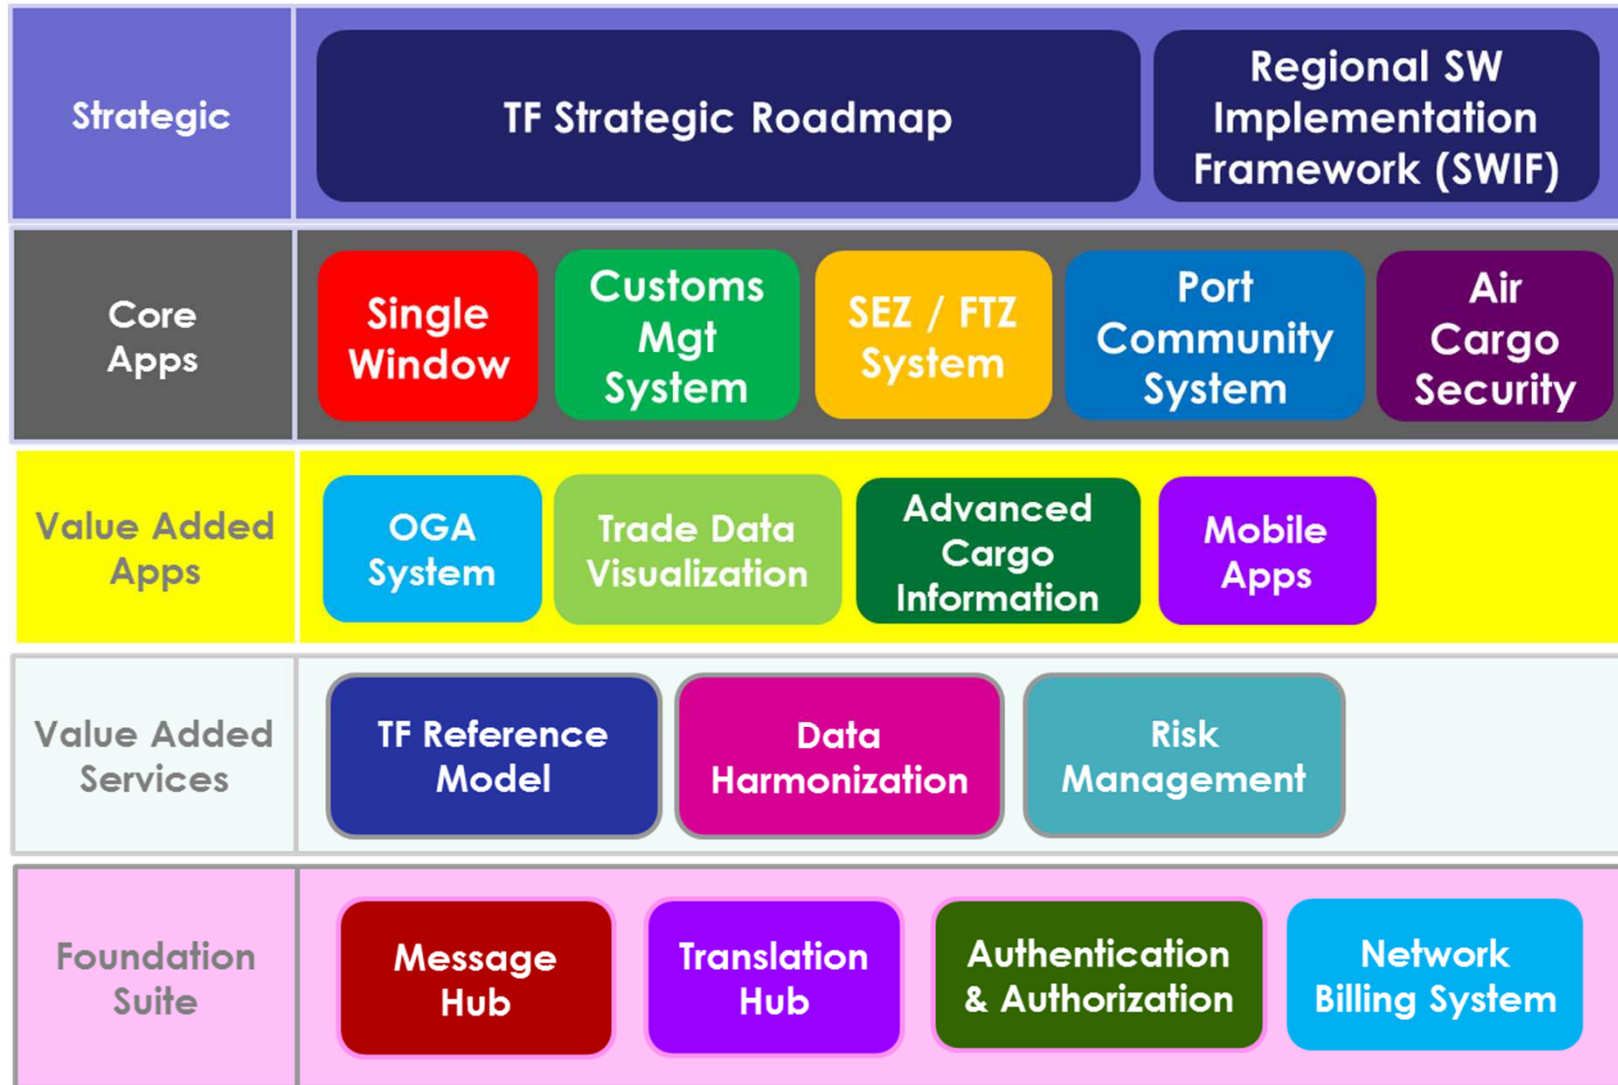 Strategic
TF Strategic Roadmap
Regional SW
Implementation
Framework (SWIF)
Core
Apps
Single
Window
Customs
Mgt
System
SEZ / FTZ
System
Port
Community
System
Air
Cargo
Security
Value Added
Apps
OGA
System
Trade Data
Visualization
Advanced
Cargo
Information
Mobile
Apps
Value Added
Services
TF Reference
Model
Data
Harmonization
Risk
Management
Foundation
Suite
Message
Hub
Translation
Hub
Authentication
& Authorization
Network
Billing System